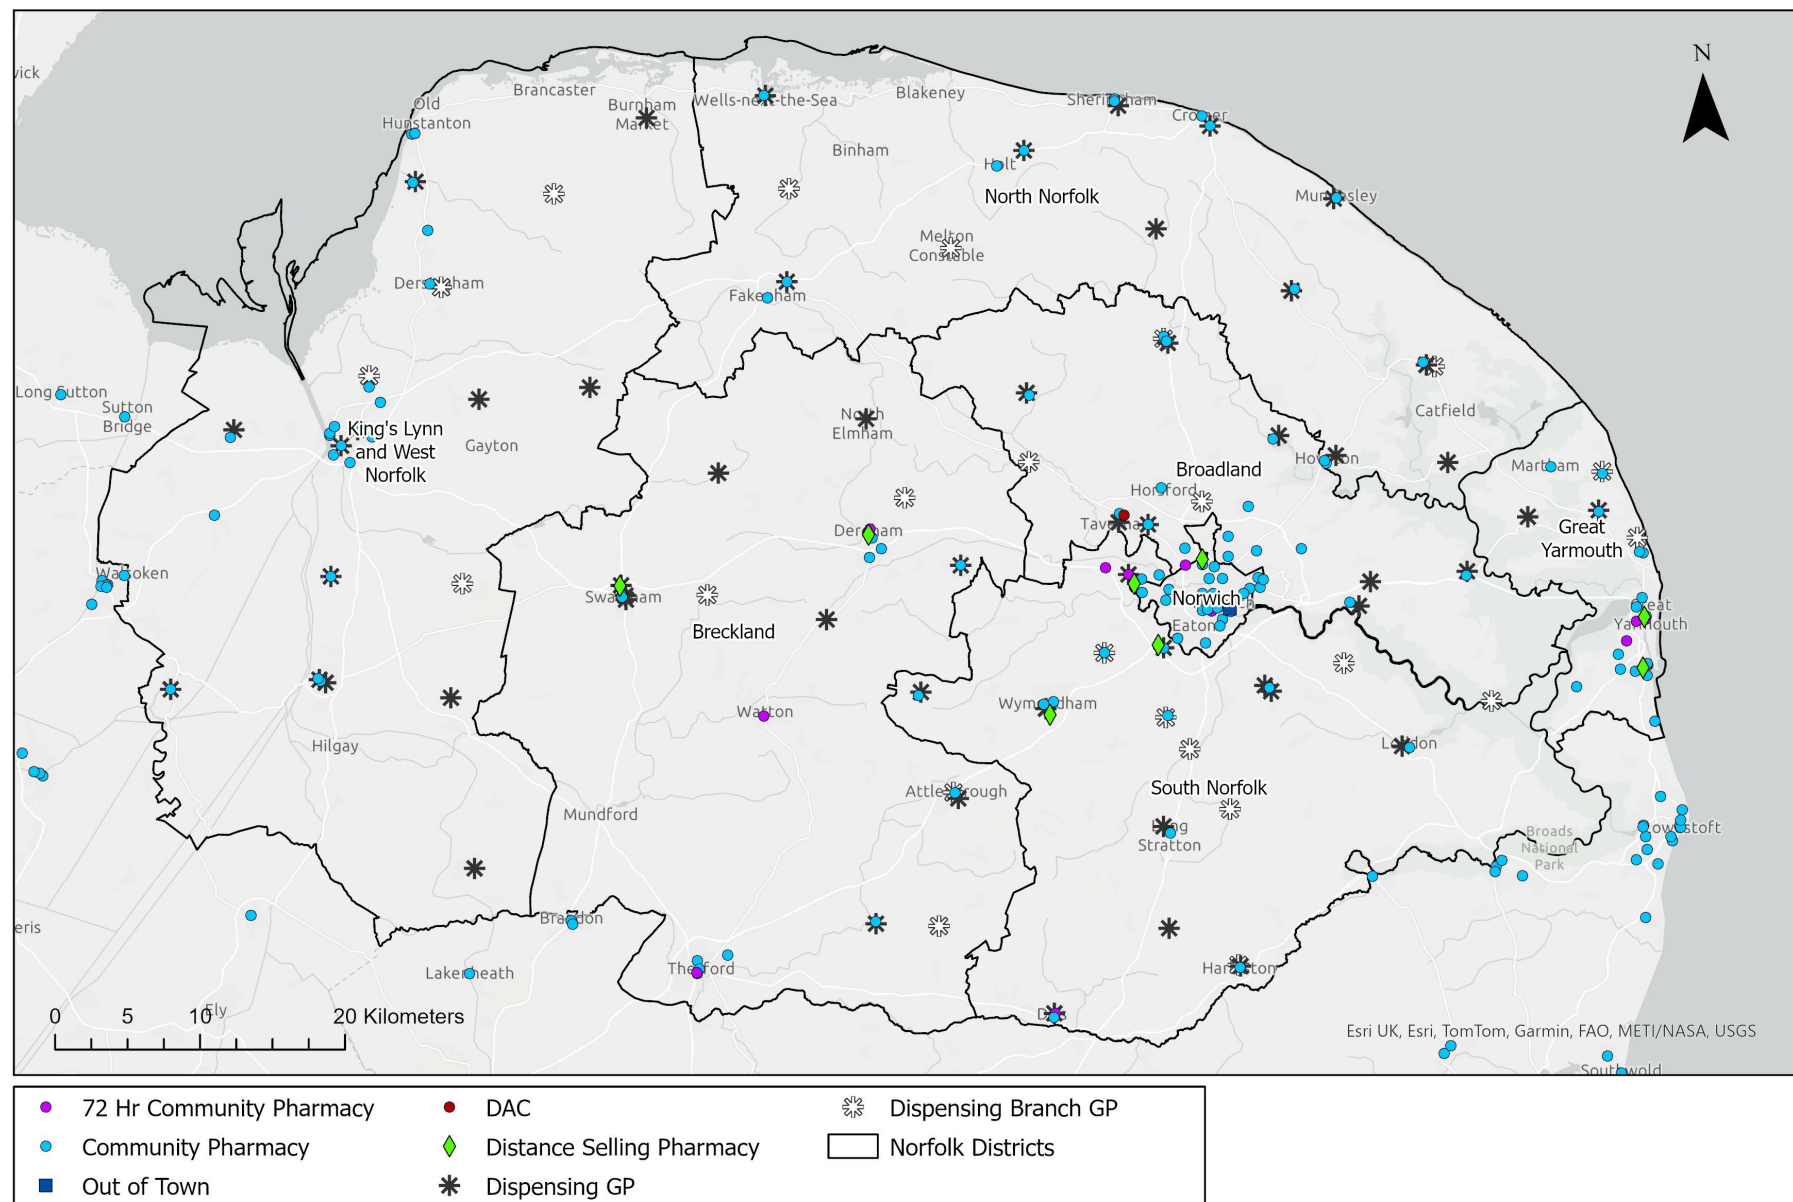 N
wick
Old
Hunstanton
Brancaster
Burnham
Market
Wells-next-the-Sea
Blakeney
Sheringham
Cromer
Binham
Holt
North Norfolk
Mundesley
Melton
Constable
Dersingham
Fakenham
Long Sutton
Sutton
Bridge
King's Lynn
and West
Norfolk
Gayton
North
Elmham
Catfield
Broadland
Hoveton
Martham
Horsford
Taverham
Great
Yarmouth
Dereham
Walsoken
Swaffham
Norwich
Eaton
Great
Yarmouth
Breckland
Watton
Wymondham
Hilgay
Loddon
South Norfolk
Attleborough
Mundford
Long
Stratton
Broads
National
Park
Lowestoft
eris
Brandon
Lakenheath
Thetford
Harleston
Diss
Ely
0 5 10 20 Kilometers
Esri UK, Esri, TomTom, Garmin, FAO, METI/NASA, USGS
Southwold
72 Hr Community Pharmacy
Community Pharmacy
Out of Town
DAC
Distance Selling Pharmacy
Dispensing GP
Dispensing Branch GP
Norfolk Districts